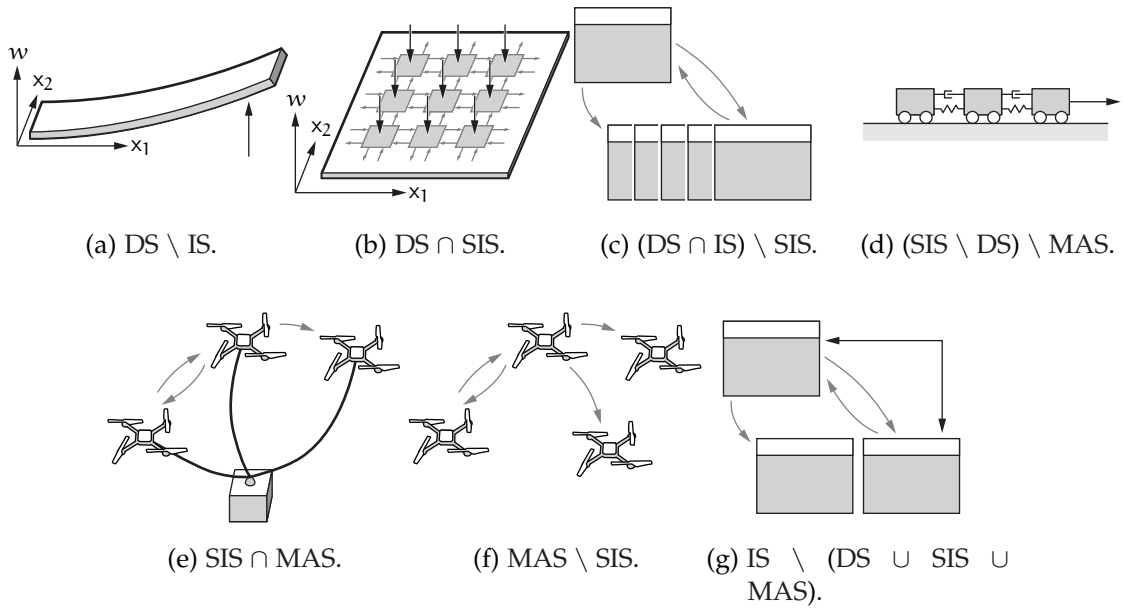 w
x₂
x₁
(a) DS \ IS.
w
x₂
x₁
(b) DS ∩ SIS.
(c) (DS ∩ IS) \ SIS.
(d) (SIS \ DS) \ MAS.
(e) SIS ∩ MAS.
(f) MAS \ SIS.
(g) IS \ (DS ∪ SIS ∪
MAS).